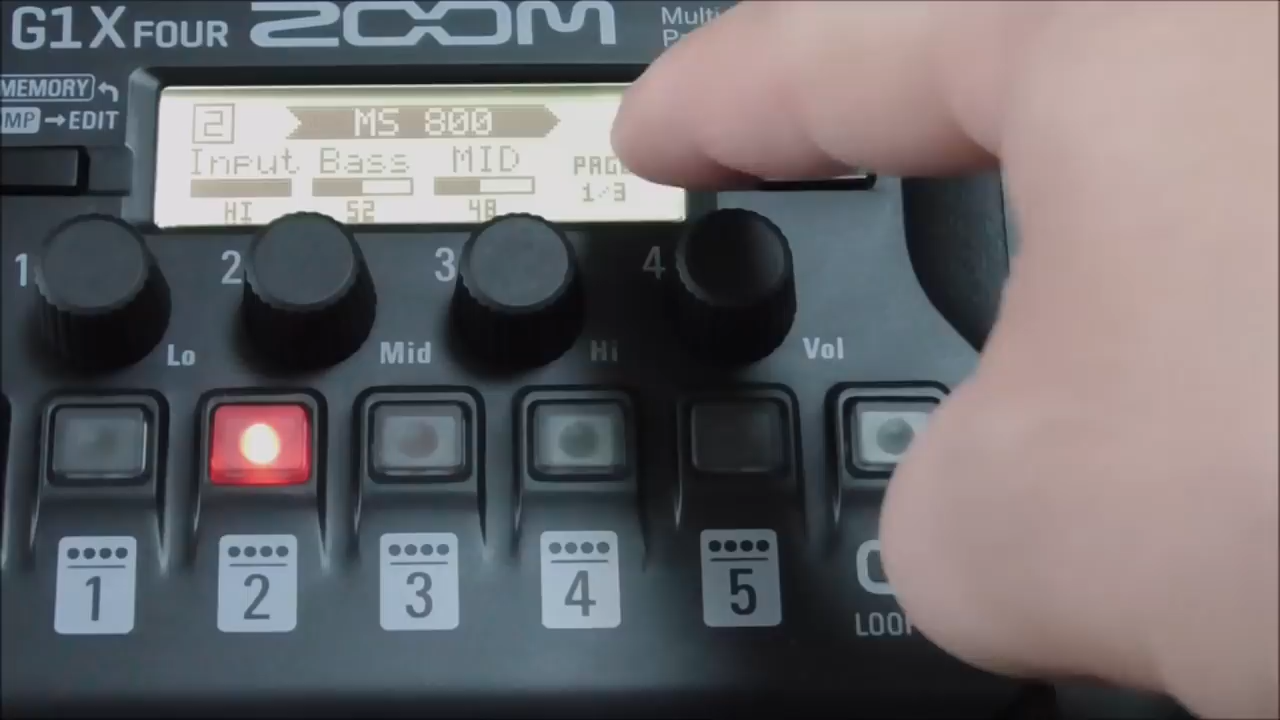 G1X FOUR ZOOM Multi
MEMORY
MP →EDIT
2 MS 800
Input Bass MID
PAGE
1/3
HI 52 48
1 2 3 4
Lo Mid Hi Vol
1 2 3 4 5